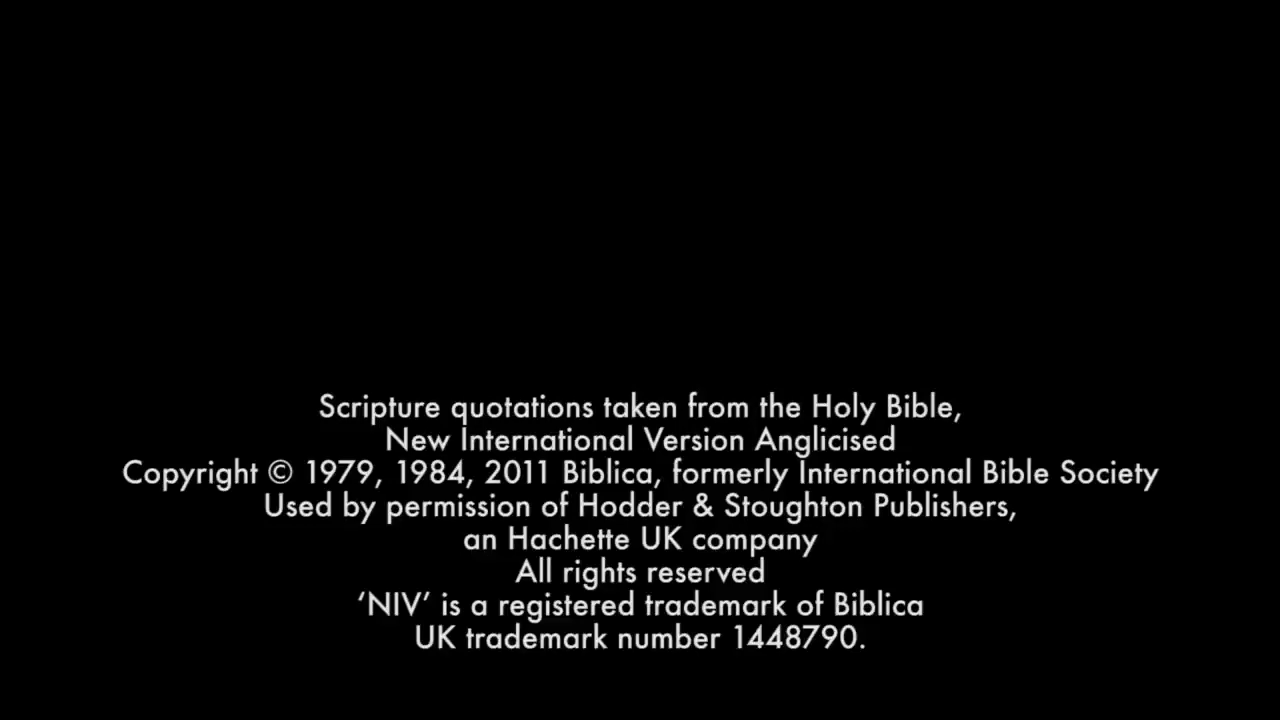 Scripture quotations taken from the Holy Bible,
New International Version Anglicised
Copyright © 1979, 1984, 2011 Biblica, formerly International Bible Society
Used by permission of Hodder & Stoughton Publishers,
an Hachette UK company
All rights reserved
‘NIV’ is a registered trademark of Biblica
UK trademark number 1448790.